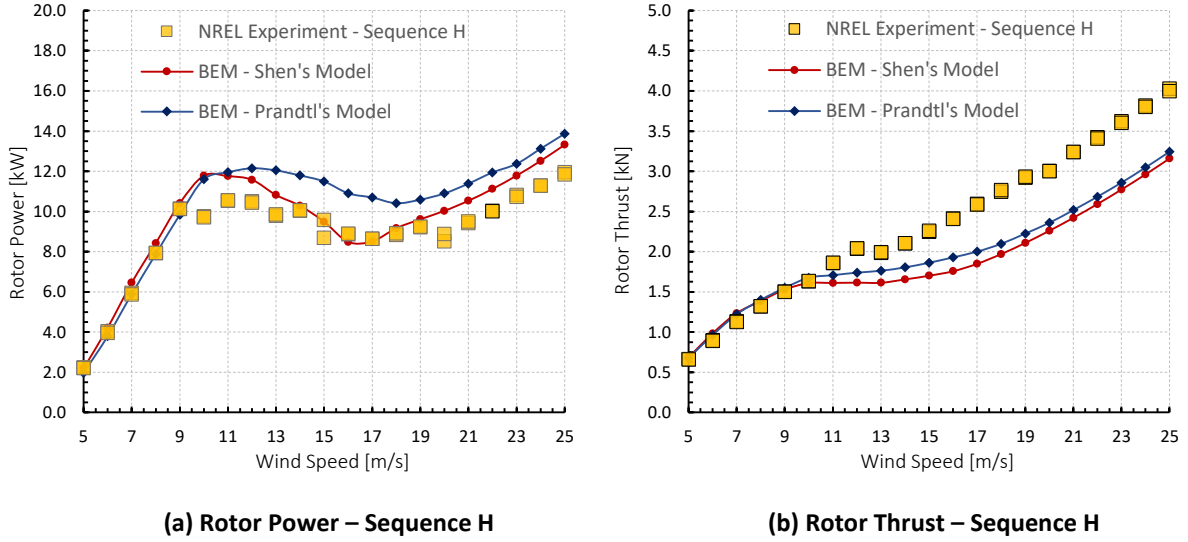 20.0
18.0
16.0
14.0
12.0
10.0
8.0
6.0
4.0
2.0
0.0
Rotor Power [kW]
NREL Experiment - Sequence H
BEM - Shen's Model
BEM - Prandtl's Model
5 7 9 11 13 15 17 19 21 23 25
Wind Speed [m/s]
(a) Rotor Power – Sequence H
5.0
4.5
4.0
3.5
3.0
2.5
2.0
1.5
1.0
0.5
0.0
Rotor Thrust [kN]
NREL Experiment - Sequence H
BEM - Shen's Model
BEM - Prandtl's Model
5 7 9 11 13 15 17 19 21 23 25
Wind Speed [m/s]
(b) Rotor Thrust – Sequence H